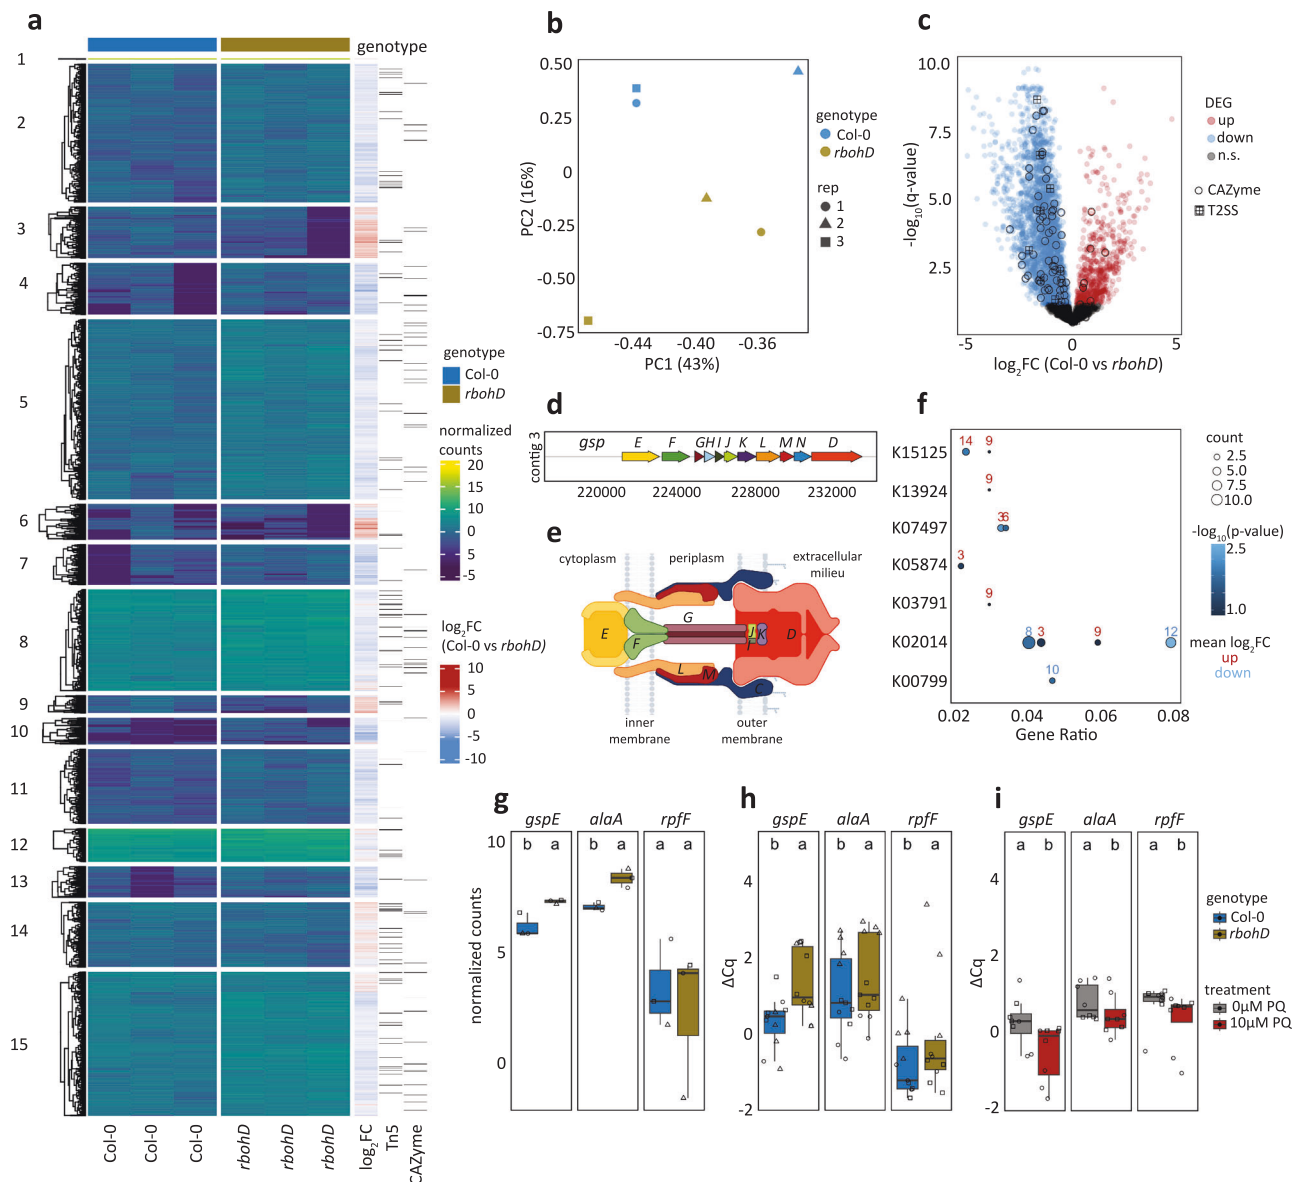 a
genotype
1
2
3
4
5
6
7
8
9
10
11
12
13
14
15
Col-0
Col-0
Col-0
rbohD
rbohD
rbohD
log2FC
Tn5
CAZyme
genotype
Col-0
rbohD
normalized
counts
20
15
10
5
0
-5
log2FC
(Col-0 vs rbohD)
10
5
0
-5
-10
b
0.50
0.25
0
-0.25
-0.50
-0.75
PC2 (16%)
-0.44
-0.40
-0.36
PC1 (43%)
genotype
Col-0
rbohD
rep
1
2
3
c
10.0
7.5
5.0
2.5
-log10(q-value)
-5
0
5
log2FC (Col-0 vs rbohD)
DEG
up
down
n.s.
CAZyme
T2SS
d
contig 3
gsp E F G H I J K L M N D
220000 224000 228000 232000
e
cytoplasm
periplasm
extracellular
milieu
E
F
G
J
K
I
D
L
M
C
inner
membrane
outer
membrane
f
K15125
14
9
K13924
9
K07497
3
6
K05874
3
K03791
9
K02014
8
3
9
12
K00799
10
0.02 0.04 0.06 0.08
Gene Ratio
count
2.5
5.0
7.5
10.0
-log10(p-value)
2.5
1.0
mean log2FC
up
down
g
gspE alaA rpfF
b a b a a a
10
5
0
normalized counts
h
gspE alaA rpfF
b a b a b a
4
2
0
-2
ΔCq
i
gspE alaA rpfF
a b a b a b
4
2
0
-2
ΔCq
genotype
Col-0
rbohD
treatment
0μM PQ
10μM PQ